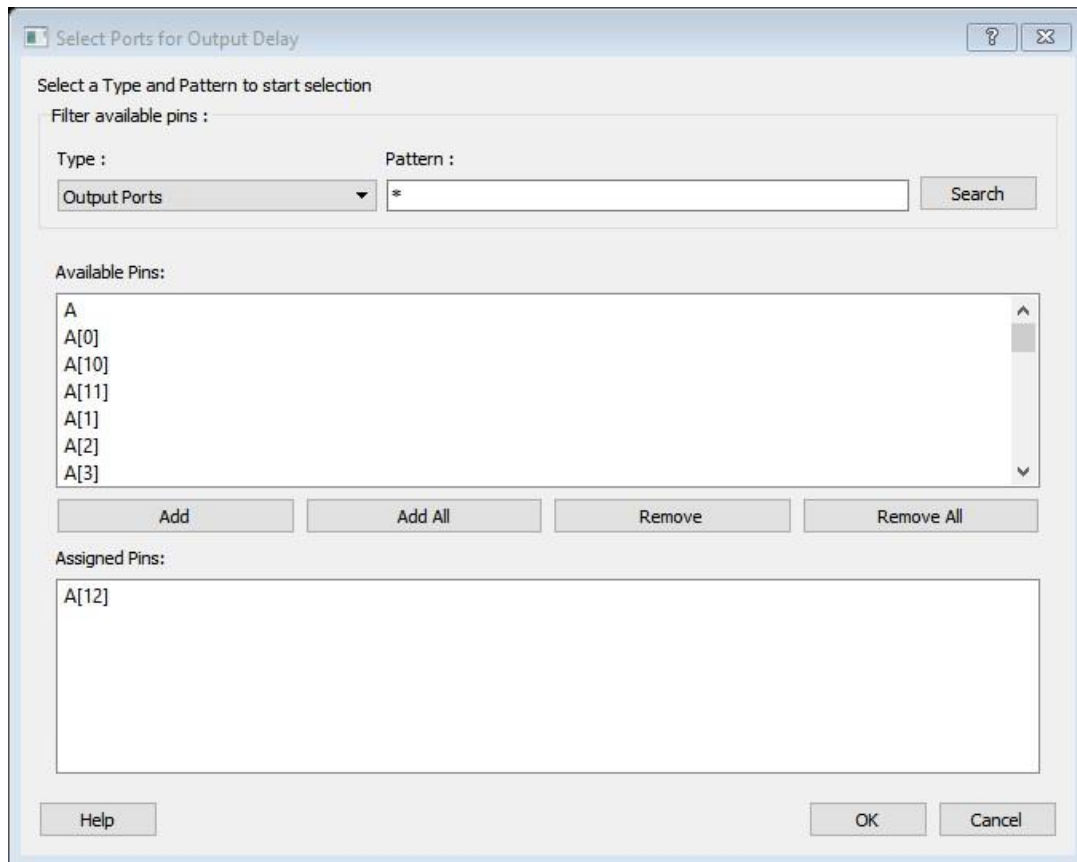 Select Ports for Output Delay
Select a Type and Pattern to start selection
Filter available pins :
Type : Pattern :
Output Ports * Search
Available Pins:
A
A[0]
A[10]
A[11]
A[1]
A[2]
A[3]
Add Add All Remove Remove All
Assigned Pins:
A[12]
Help OK Cancel